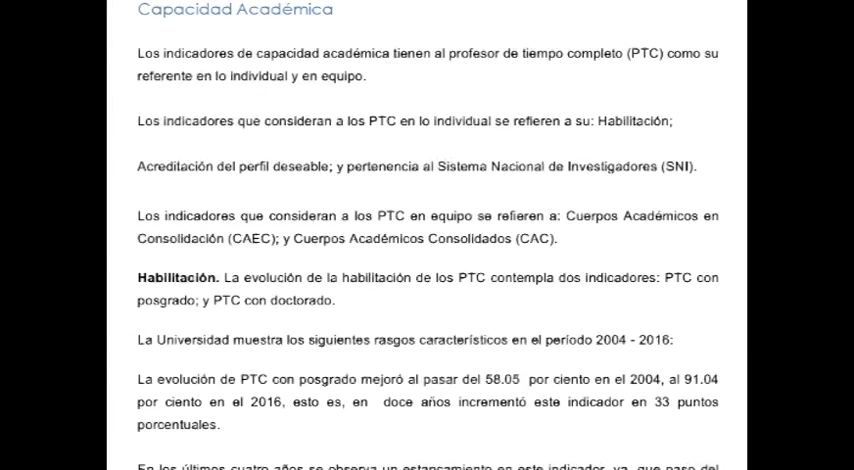 Capacidad Académica
Los indicadores de capacidad académica tienen al profesor de tiempo completo (PTC) como su
referente en lo individual y en equipo.
Los indicadores que consideran a los PTC en lo individual se refieren a su: Habilitación;
Acreditación del perfil deseable; y pertenencia al Sistema Nacional de Investigadores (SNI).
Los indicadores que consideran a los PTC en equipo se refieren a: Cuerpos Académicos en
Consolidación (CAEC); y Cuerpos Académicos Consolidados (CAC).
Habilitación. La evolución de la habilitación de los PTC contempla dos indicadores: PTC con
posgrado; y PTC con doctorado.
La Universidad muestra los siguientes rasgos característicos en el período 2004 - 2016:
La evolución de PTC con posgrado mejoró al pasar del 58.05 por ciento en el 2004, al 91.04
por ciento en el 2016, esto es, en doce años incrementó este indicador en 33 puntos
porcentuales.
En los últimos cuatro años se observa un estancamiento en este indicador, ya que paso del